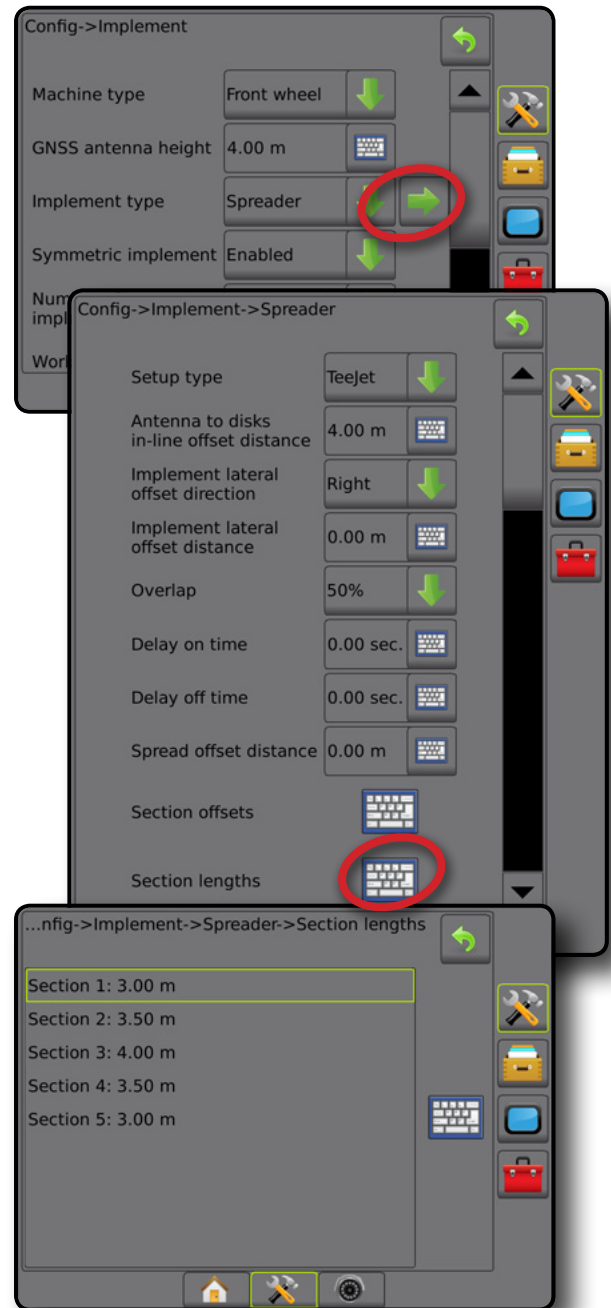 Config->Implement
Machine type Front wheel
GNSS antenna height 4.00 m
Implement type Spreader
Symmetric implement Enabled
Num
impl
Wor
Config->Implement->Spreader
Setup type TeeJet
Antenna to disks
in-line offset distance 4.00 m
Implement lateral
offset direction Right
Implement lateral
offset distance 0.00 m
Overlap 50%
Delay on time 0.00 sec.
Delay off time 0.00 sec.
Spread offset distance 0.00 m
Section offsets
Section lengths
...nfig->Implement->Spreader->Section lengths
Section 1: 3.00 m
Section 2: 3.50 m
Section 3: 4.00 m
Section 4: 3.50 m
Section 5: 3.00 m